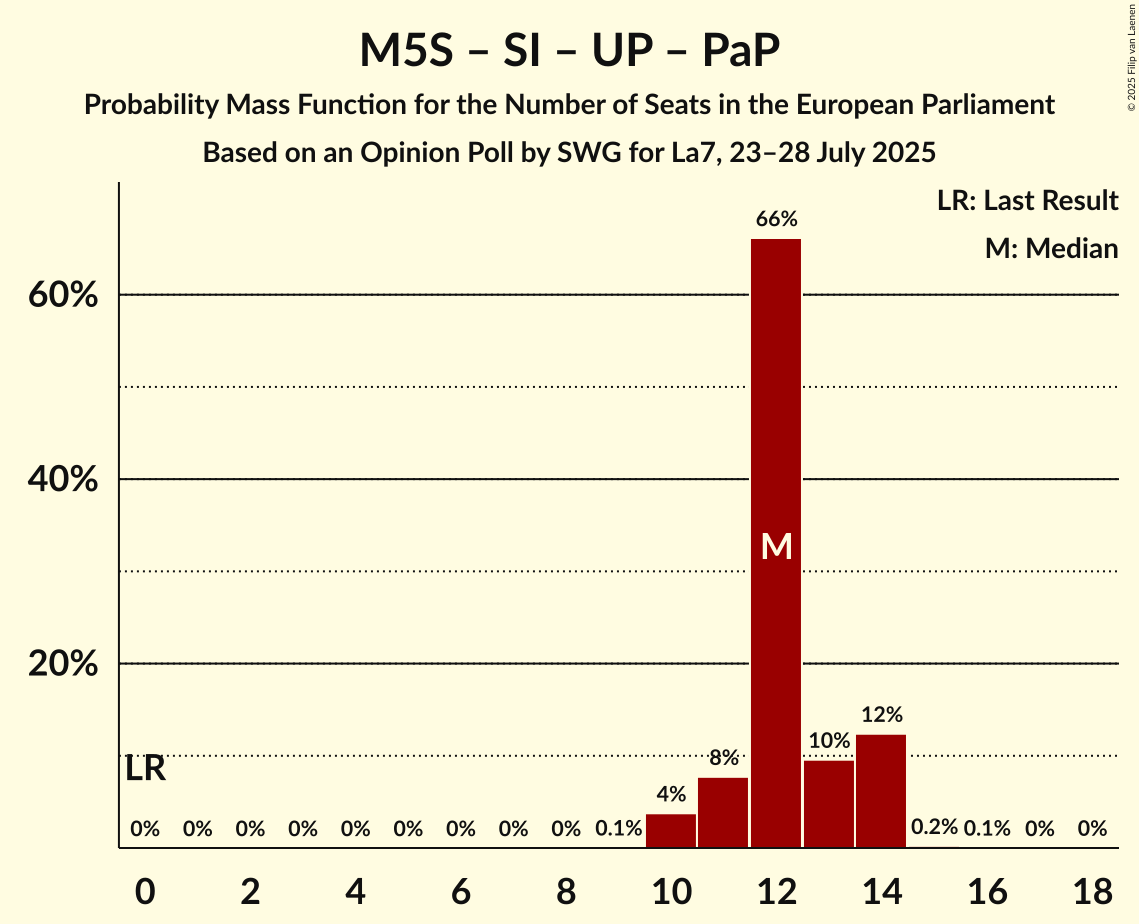 M5S – SI – UP – PaP
Probability Mass Function for the Number of Seats in the European Parliament
Based on an Opinion Poll by SWG for La7, 23–28 July 2025
© 2025 Filip van Laenen
LR: Last Result
M: Median
66%
60%
40%
M
20%
12%
10%
8%
LR
4%
0% 0% 0% 0% 0% 0% 0% 0% 0% 0.1% 0.2% 0.1% 0% 0%
0 2 4 6 8 10 12 14 16 18